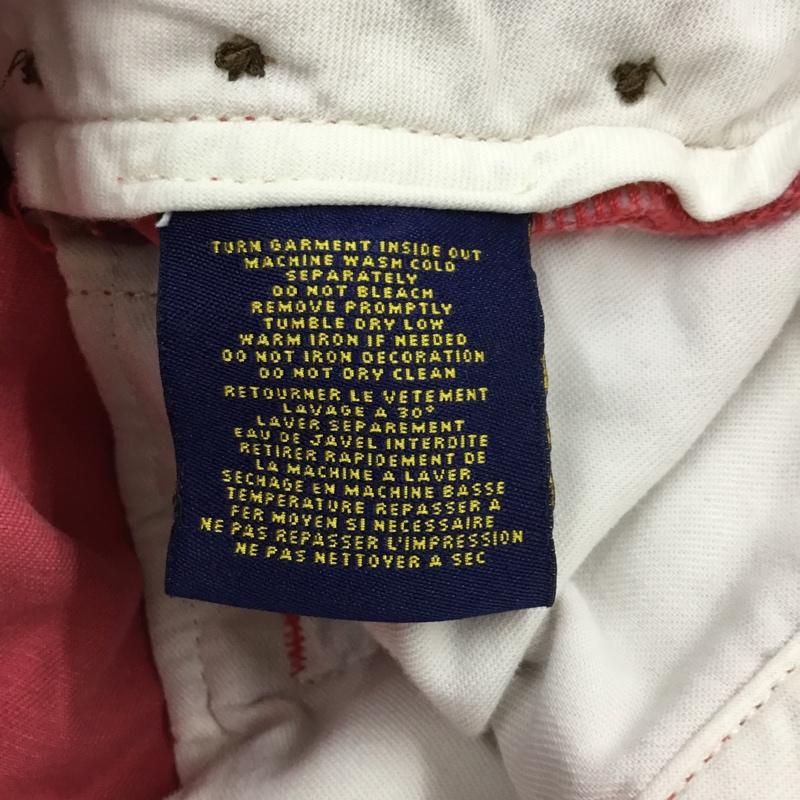 TURN GARMENT INSIDE OUT
MACHINE WASH COLD
SEPARATELY
DO NOT BLEACH
REMOVE PROMPTLY
TUMBLE DRY LOW
WARM IRON IF NEEDED
DO NOT IRON DECORATION
DO NOT DRY CLEAN
RETOURNER LE VETEMENT
LAVAGE A 30°
LAVER SEPAREMENT
EAU DE JAVEL INTERDITE
RETIRER RAPIDEMENT DE
LA MACHINE A LAVER
SECHAGE EN MACHINE BASSE
TEMPERATURE REPASSER A
FER MOYEN SI NECESSAIRE
NE PAS REPASSER L'IMPRESSION
NE PAS NETTOYER A SEC